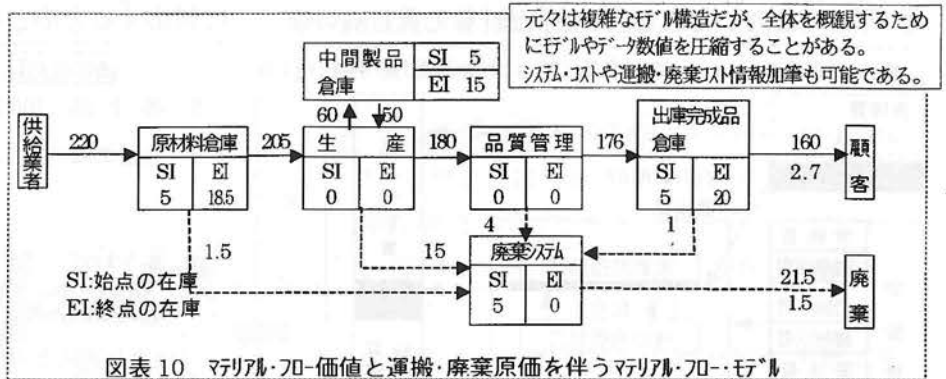 元々は複雑なモデル構造だが、全体を概観するため
にモデルやデータ数値を圧縮することがある。
システム・コストや運搬・廃棄コスト情報加筆も可能である。
中間製品
倉庫
SI 5
EI 15
60 50
供給業者
220
原材料倉庫
SI EI
5 18.5
205
生産
SI EI
0 0
180
品質管理
SI EI
0 0
176
出庫完成品
倉庫
SI EI
5 20
160
2.7
顧客
1.5
15
4
1
廃棄システム
SI EI
5 0
21.5
1.5
廃棄
SI:始点の在庫
EI:終点の在庫
図表 10 マテリアル・フロー価値と運搬・廃棄原価を伴うマテリアル・フロー・モデル